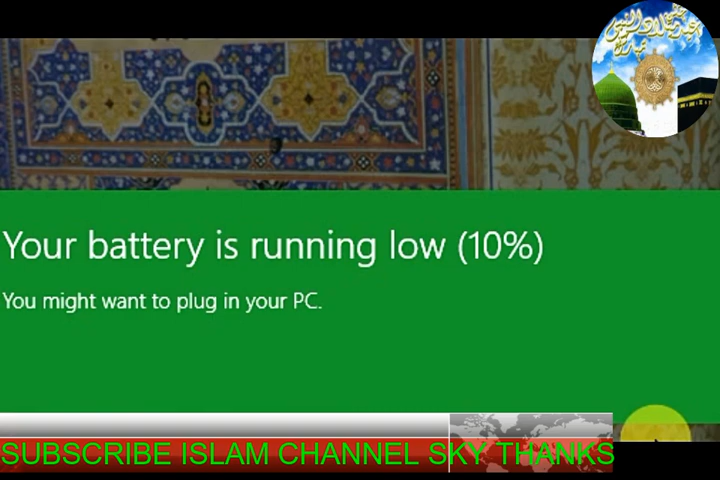 Your battery is running low (10%)
You might want to plug in your PC.
SUBSCRIBE ISLAM CHANNEL SKY THANKS